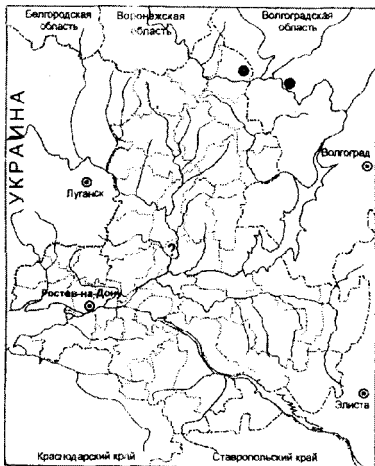 Белгородская Воронежская Волгоградская
область область область
УКРАИНА
Волгоград
Луганск
?
Ростов-на-Дону
Элиста
Краснодарский край Ставропольский край